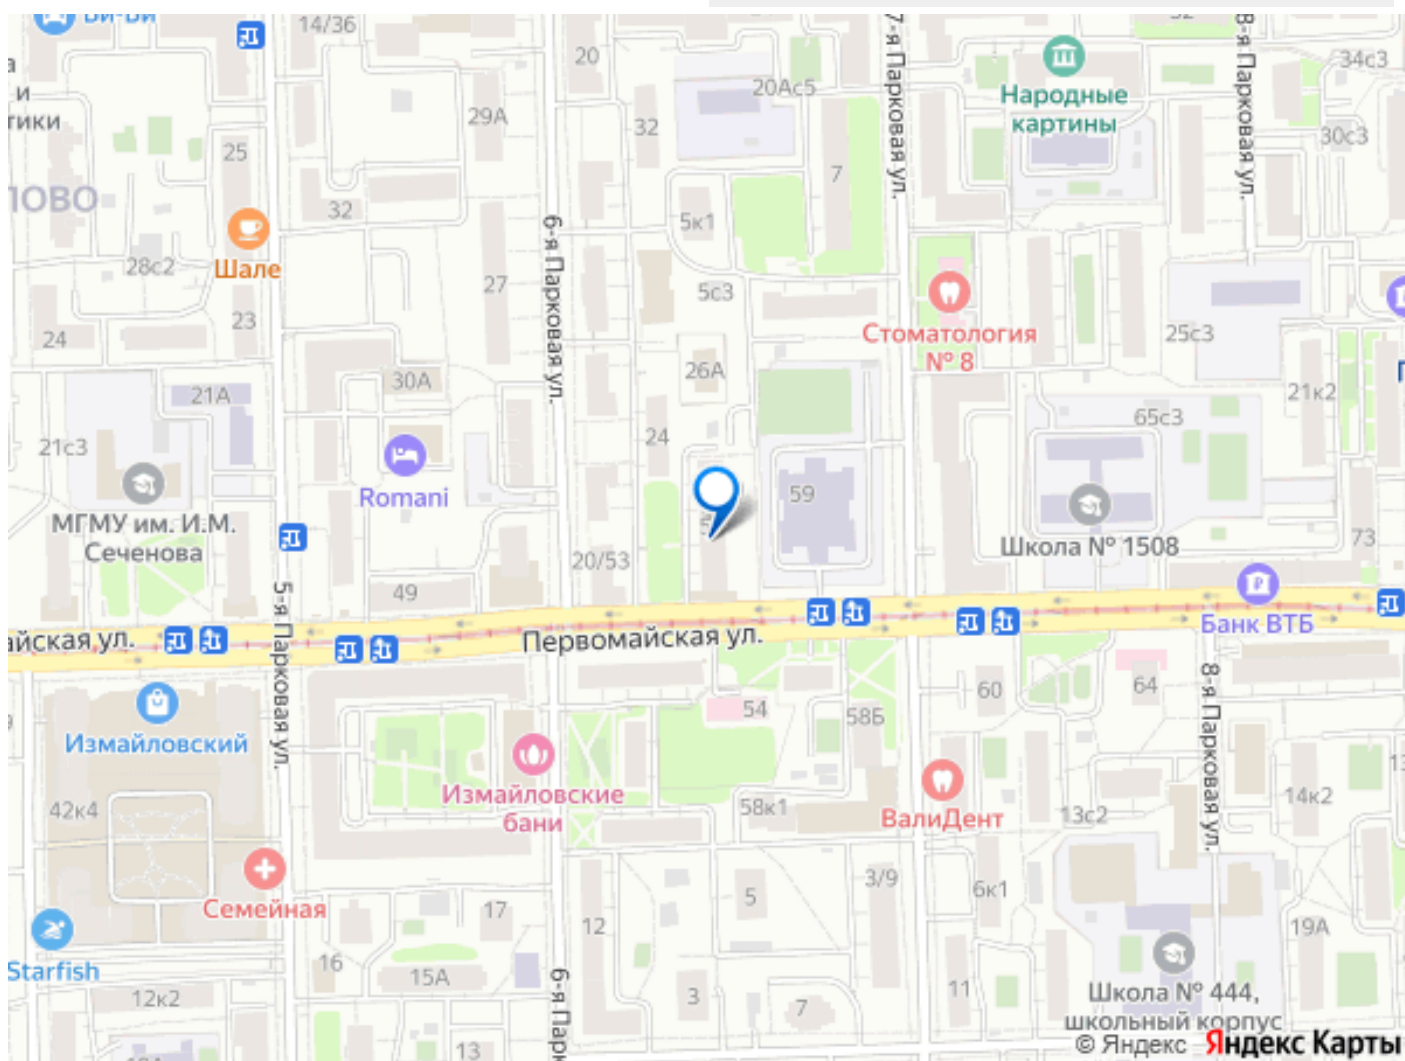 Би-Би
14/36
20
7-я Парковая ул.
8-я Парковая ул.
34с3
а
и
тики
20Ас5
Народные
картины
29А
32
30с3
25
7
ЛОВО
32
5к1
6-я Парковая ул.
Шале
28с2
27
5с3
23
Стоматология
№ 8
25с3
24
26А
30А
21А
21к2
65с3
24
21с3
Romani
59
МГМУ им. И.М.
Сеченова
Школа № 1508
73
20/53
49
5-я Парковая ул.
Банк ВТБ
айская ул.
Первомайская ул.
60
64
8-я Парковая ул.
54
58Б
Измайловский
Измайловские
бани
58к1
ВалиДент
13с2
14к2
13
42к4
3/9
6к1
5
Семейная
17
12
19А
Starfish
16
15А
6-я Парк
11
12к2
3
7
Школа № 444,
школьный корпус
13
© Яндекс Яндекс Карты